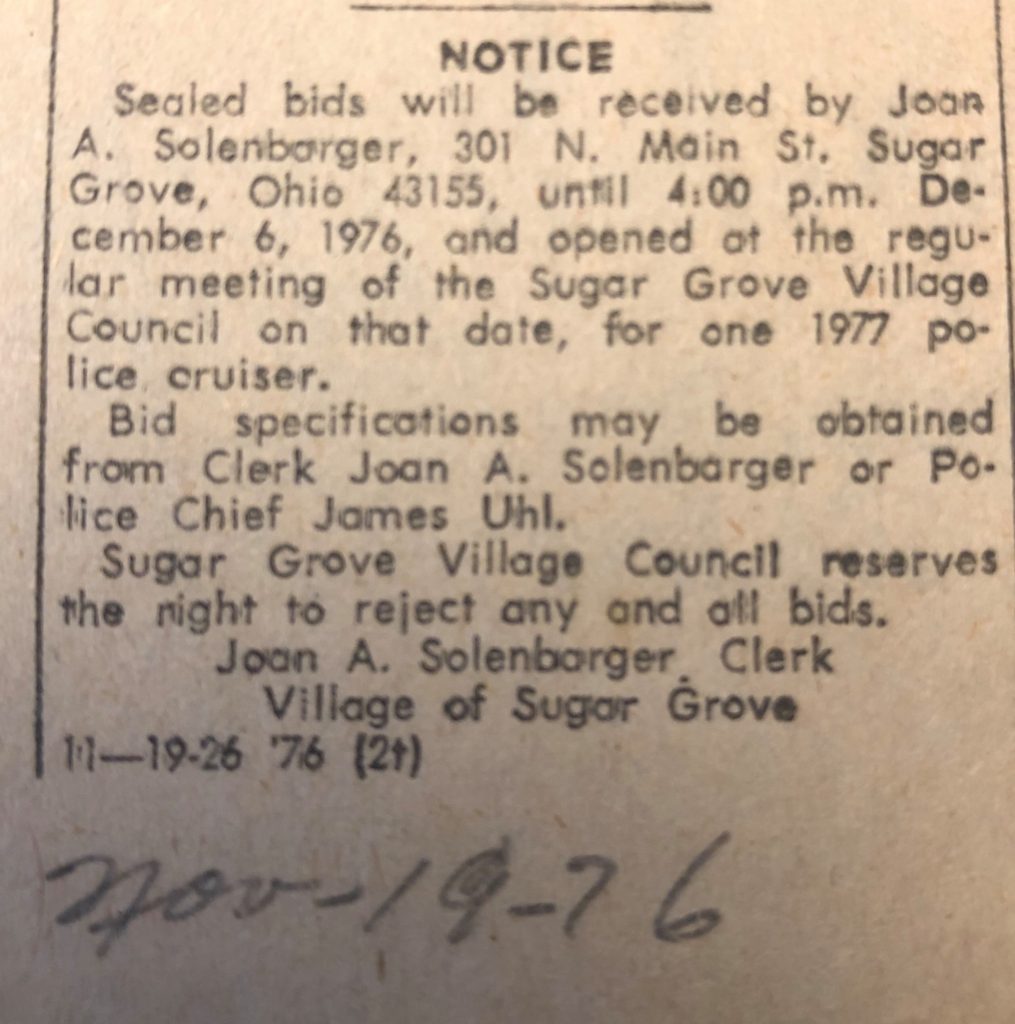 NOTICE
Sealed bids will be received by Joan
A. Solenbarger, 301 N. Main St. Sugar
Grove, Ohio 43155, until 4:00 p.m. De-
cember 6, 1976, and opened at the regu-
lar meeting of the Sugar Grove Village
Council on that date, for one 1977 po-
lice cruiser.
Bid specifications may be obtained
from Clerk Joan A. Solenbarger or Po-
lice Chief James Uhl.
Sugar Grove Village Council reserves
the right to reject any and all bids.
Joan A. Solenbarger, Clerk
Village of Sugar Grove
11—19-26 '76 (2t)
Nov-19-76